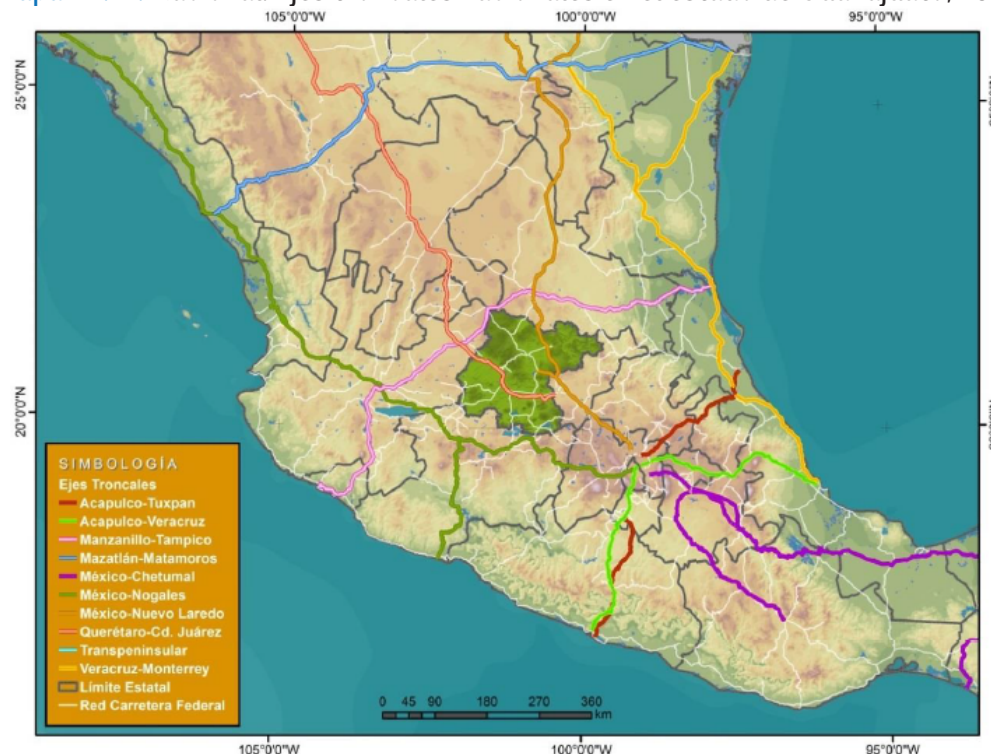 105°0'0"W 100°0'0"W 95°0'0"W
25°0'0"N
20°0'0"N
SIMBOLOGÍA
Ejes Troncales
Acapulco-Tuxpan
Acapulco-Veracruz
Manzanillo-Tampico
Mazatlán-Matamoros
México-Chetumal
México-Nogales
México-Nuevo Laredo
Querétaro-Cd. Juárez
Transpeninsular
Veracruz-Monterrey
Límite Estatal
Red Carretera Federal
0 45 90 180 270 360
km
105°0'0"W 100°0'0"W 95°0'0"W